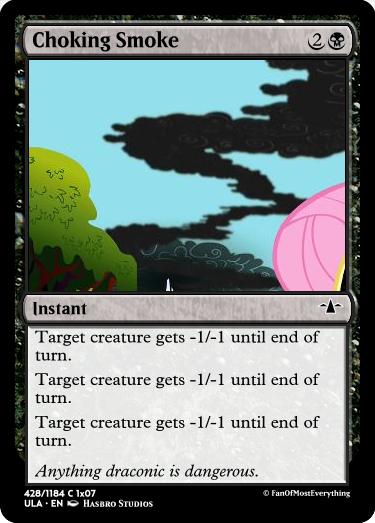 Choking Smoke 2
Instant
Target creature gets -1/-1 until end of
turn.
Target creature gets -1/-1 until end of
turn.
Target creature gets -1/-1 until end of
turn.
Anything draconic is dangerous.
428/1184 C 1x07
ULA • EN Hasbro Studios
© FanOfMostEverything